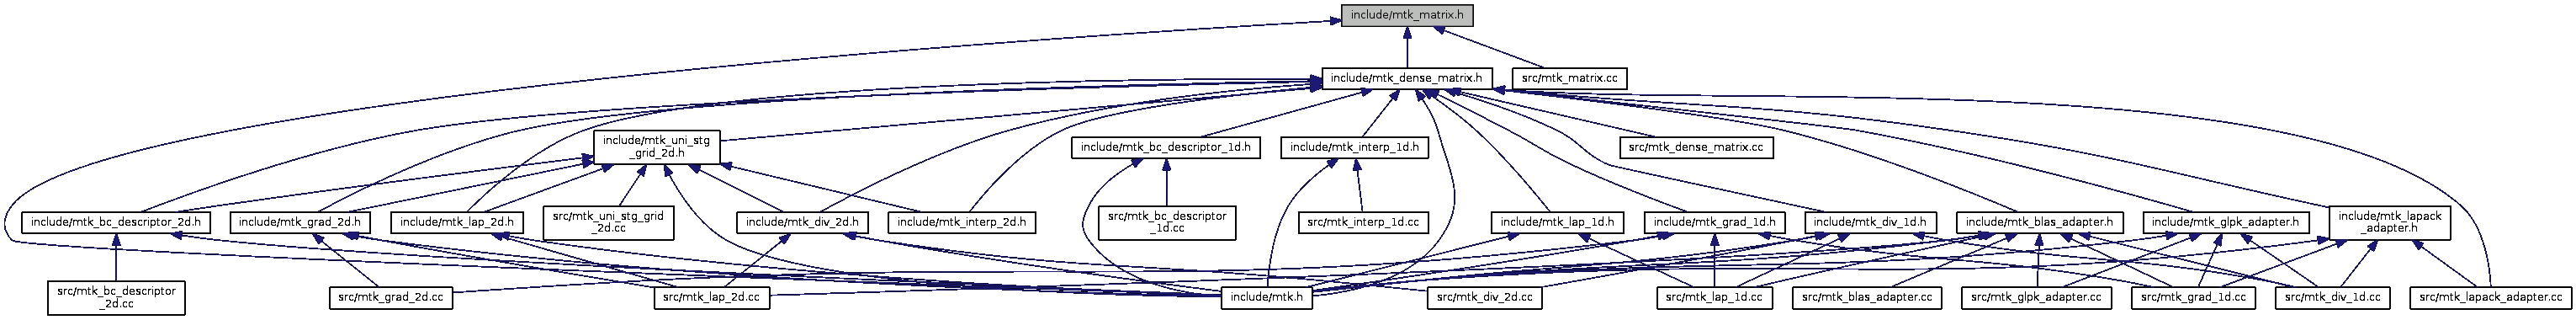 include/mtk_matrix.h
include/mtk_dense_matrix.h
src/mtk_matrix.cc
include/mtk_uni_stg
_grid_2d.h
include/mtk_bc_descriptor_1d.h
include/mtk_interp_1d.h
src/mtk_dense_matrix.cc
include/mtk_bc_descriptor_2d.h
include/mtk_grad_2d.h
include/mtk_lap_2d.h
src/mtk_uni_stg_grid
_2d.cc
include/mtk_div_2d.h
include/mtk_interp_2d.h
src/mtk_bc_descriptor
_1d.cc
src/mtk_interp_1d.cc
include/mtk_lap_1d.h
include/mtk_grad_1d.h
include/mtk_div_1d.h
include/mtk_blas_adapter.h
include/mtk_glpk_adapter.h
include/mtk_lapack
_adapter.h
src/mtk_bc_descriptor
_2d.cc
src/mtk_grad_2d.cc
src/mtk_lap_2d.cc
include/mtk.h
src/mtk_div_2d.cc
src/mtk_lap_1d.cc
src/mtk_blas_adapter.cc
src/mtk_glpk_adapter.cc
src/mtk_grad_1d.cc
src/mtk_div_1d.cc
src/mtk_lapack_adapter.cc